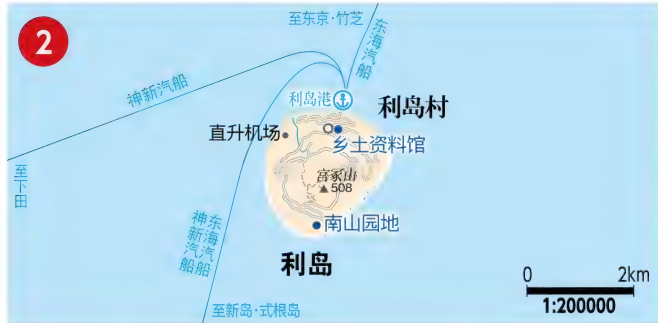 2
至东京·竹芝
东海汽船
神新汽船
利岛港
利岛村
直升机场
乡土资料馆
至下田
宫冢山
508
南山园地
东海汽船
神新汽船
利岛
至新岛·式根岛
0 2km
1:200000